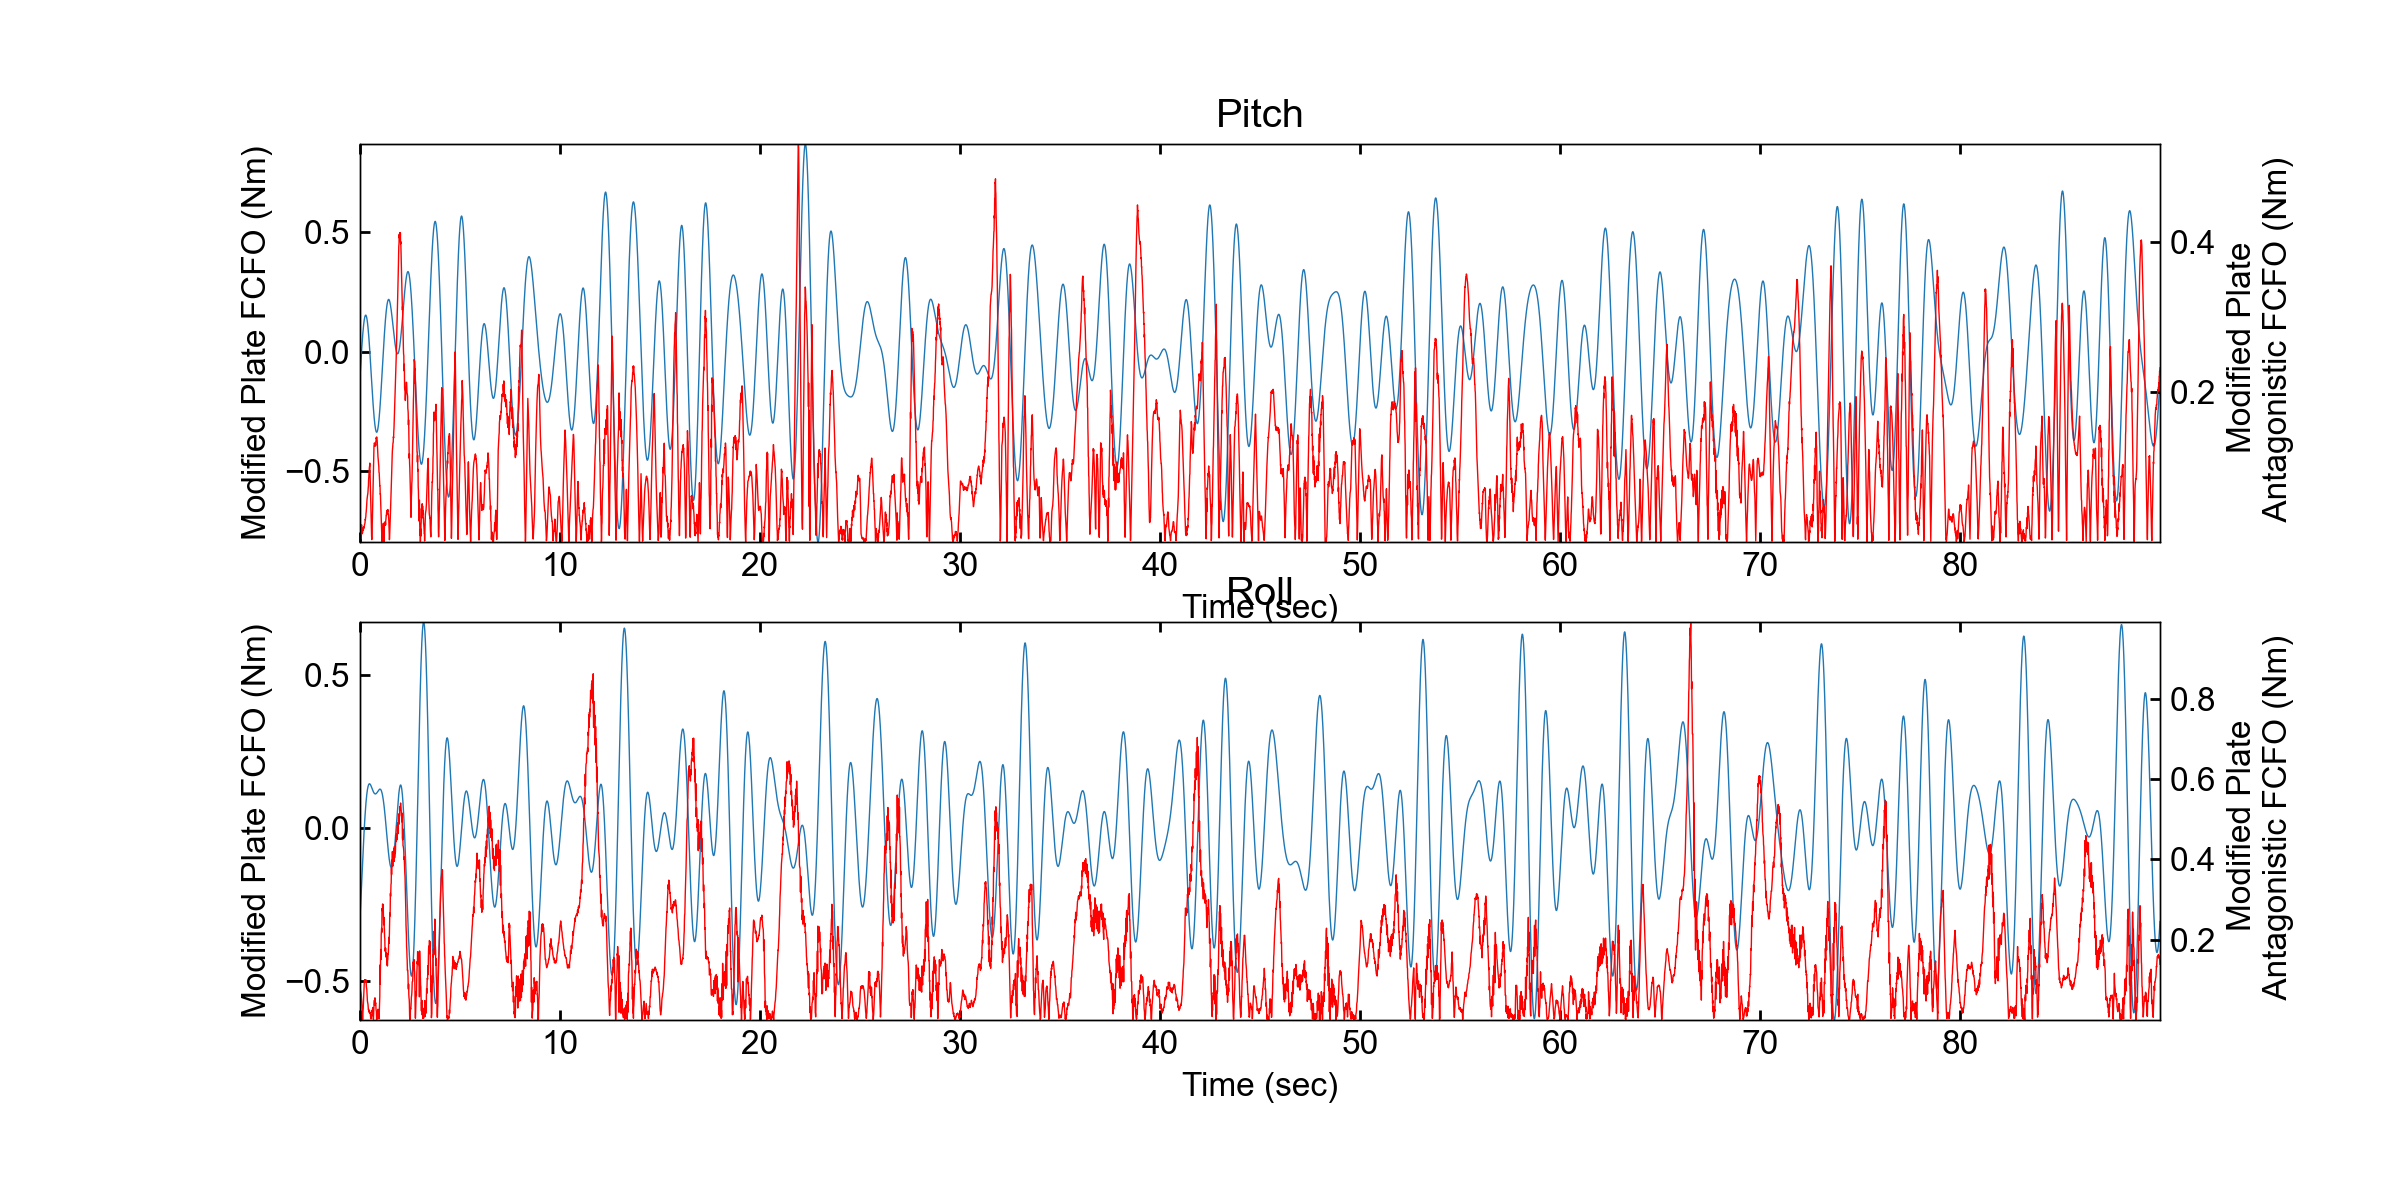 Pitch
Modified Plate FCFO (Nm)
0.5
0.0
−0.5
0.4
0.2
Modified Plate
Antagonistic FCFO (Nm)
0 10 20 30 40 50 60 70 80
Time (sec)
Roll
Modified Plate FCFO (Nm)
0.5
0.0
−0.5
0.8
0.6
0.4
0.2
Modified Plate
Antagonistic FCFO (Nm)
0 10 20 30 40 50 60 70 80
Time (sec)